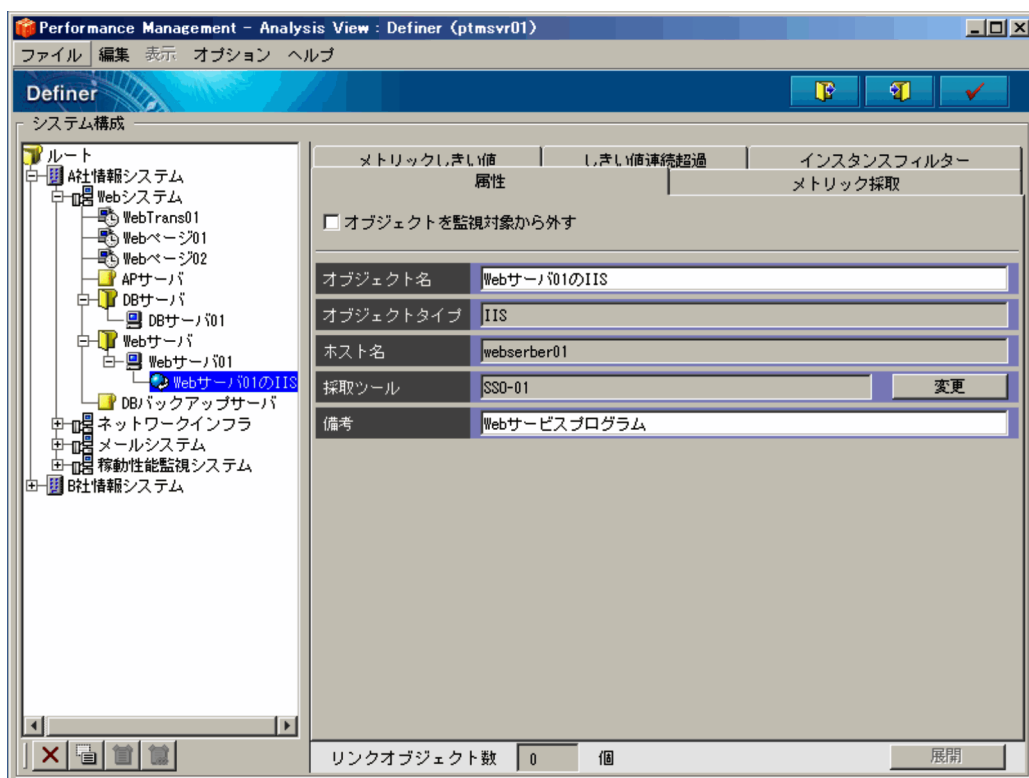 Performance Management - Analysis View : Definer (ptmsvr01)
ファイル 編集 表示 オプション ヘルプ
Definer
システム構成
ルート
A社情報システム
Webシステム
WebTrans01
Webページ01
Webページ02
APサーバ
DBサーバ
DBサーバ01
Webサーバ
Webサーバ01
Webサーバ01のIIS
DBバックアップサーバ
ネットワークインフラ
メールシステム
稼動性能監視システム
B社情報システム
メトリックしきい値 しきい値連続超過 インスタンスフィルター
属性 メトリック採取
オブジェクトを監視対象から外す
オブジェクト名 Webサーバ01のIIS
オブジェクトタイプ IIS
ホスト名 webserber01
採取ツール SSO-01 変更
備考 Webサービスプログラム
リンクオブジェクト数 0 個 展開